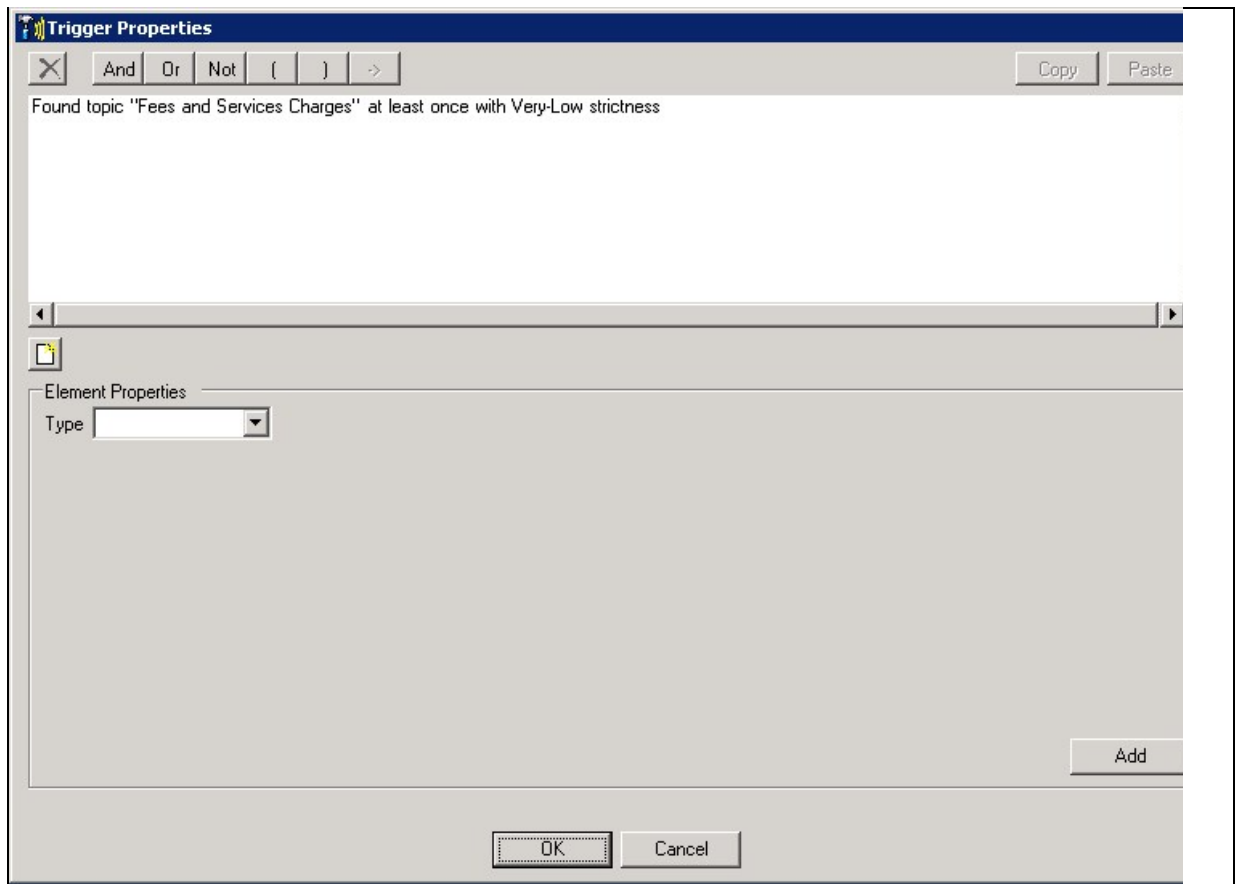 Trigger Properties
And Or Not ( ) -> Copy Paste
Found topic "Fees and Services Charges" at least once with Very-Low strictness
Element Properties
Type
Add
OK Cancel